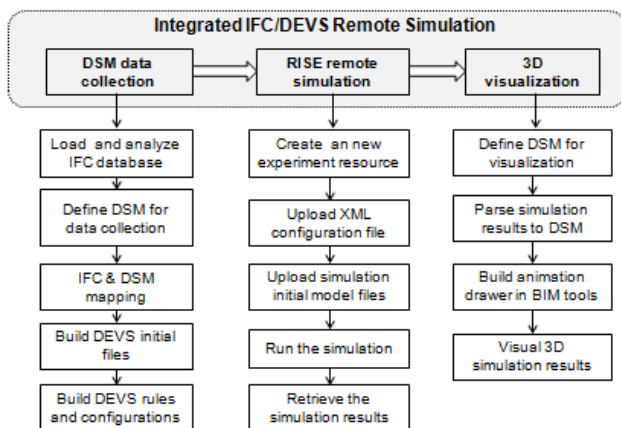 Integrated IFC/DEVS Remote Simulation
DSM data
collection
RISE remote
simulation
3D
visualization
Load and analyze
IFC database
Define DSM for
data collection
IFC & DSM
mapping
Build DEVS initial
files
Build DEVS rules
and configurations
Create an new
experiment resource
Upload XML
configuration file
Upload simulation
initial model files
Run the simulation
Retrieve the
simulation results
Define DSM for
visualization
Parse simulation
results to DSM
Build animation
drawer in BIM tools
Visual 3D
simulation results